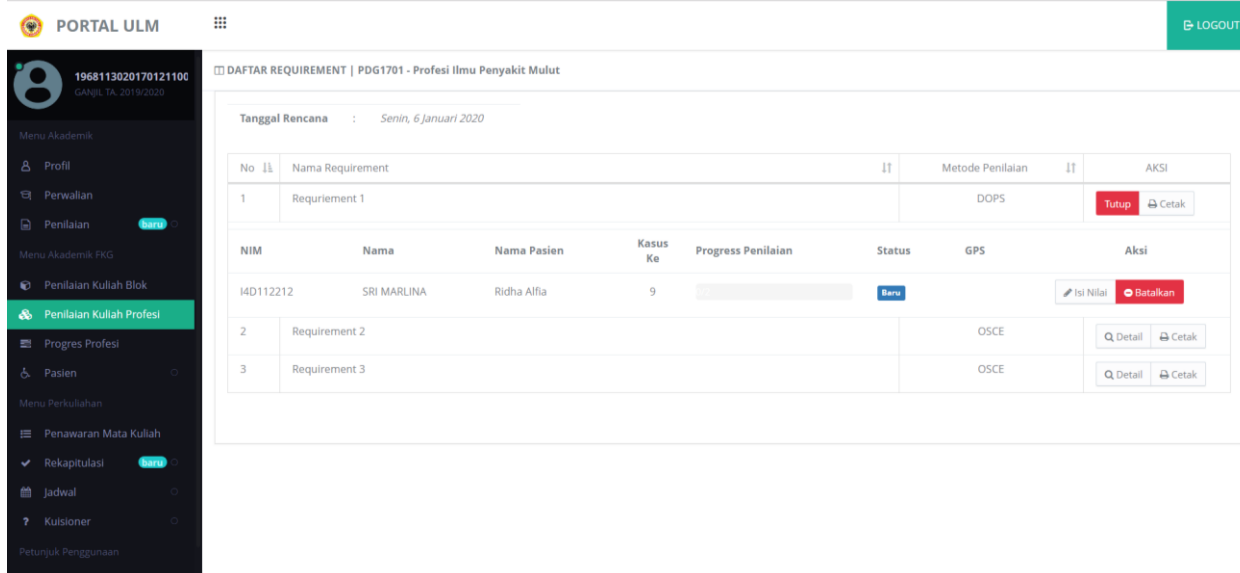 PORTAL ULM
LOGOUT
1968113020170121100
GANJIL TA. 2019/2020
Menu Akademik
Profil
Perwalian
Penilaian baru
Menu Akademik FKG
Penilaian Kuliah Blok
Penilaian Kuliah Profesi
Progres Profesi
Pasien
Menu Perkuliahan
Penawaran Mata Kuliah
Rekapitulasi baru
Jadwal
Kuisioner
Petunjuk Penggunaan
DAFTAR REQUIREMENT | PDG1701 - Profesi Ilmu Penyakit Mulut
Tanggal Rencana : Senin, 6 Januari 2020
No Nama Requirement Metode Penilaian AKSI
1 Requriement 1 DOPS Tutup Cetak
NIM Nama Nama Pasien Kasus Ke Progress Penilaian Status GPS Aksi
I4D112212 SRI MARLINA Ridha Alfia 9 Baru Isi Nilai Batalkan
2 Requirement 2 OSCE Detail Cetak
3 Requirement 3 OSCE Detail Cetak